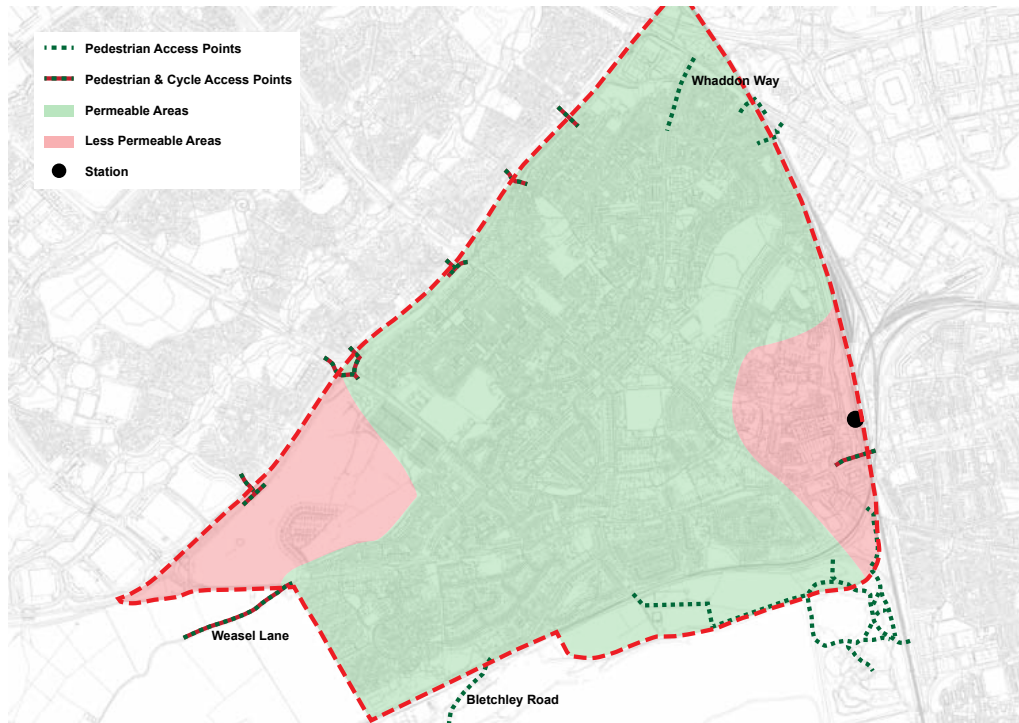 Pedestrian Access Points
Pedestrian & Cycle Access Points
Permeable Areas
Less Permeable Areas
Station
Whaddon Way
Weasel Lane
Bletchley Road